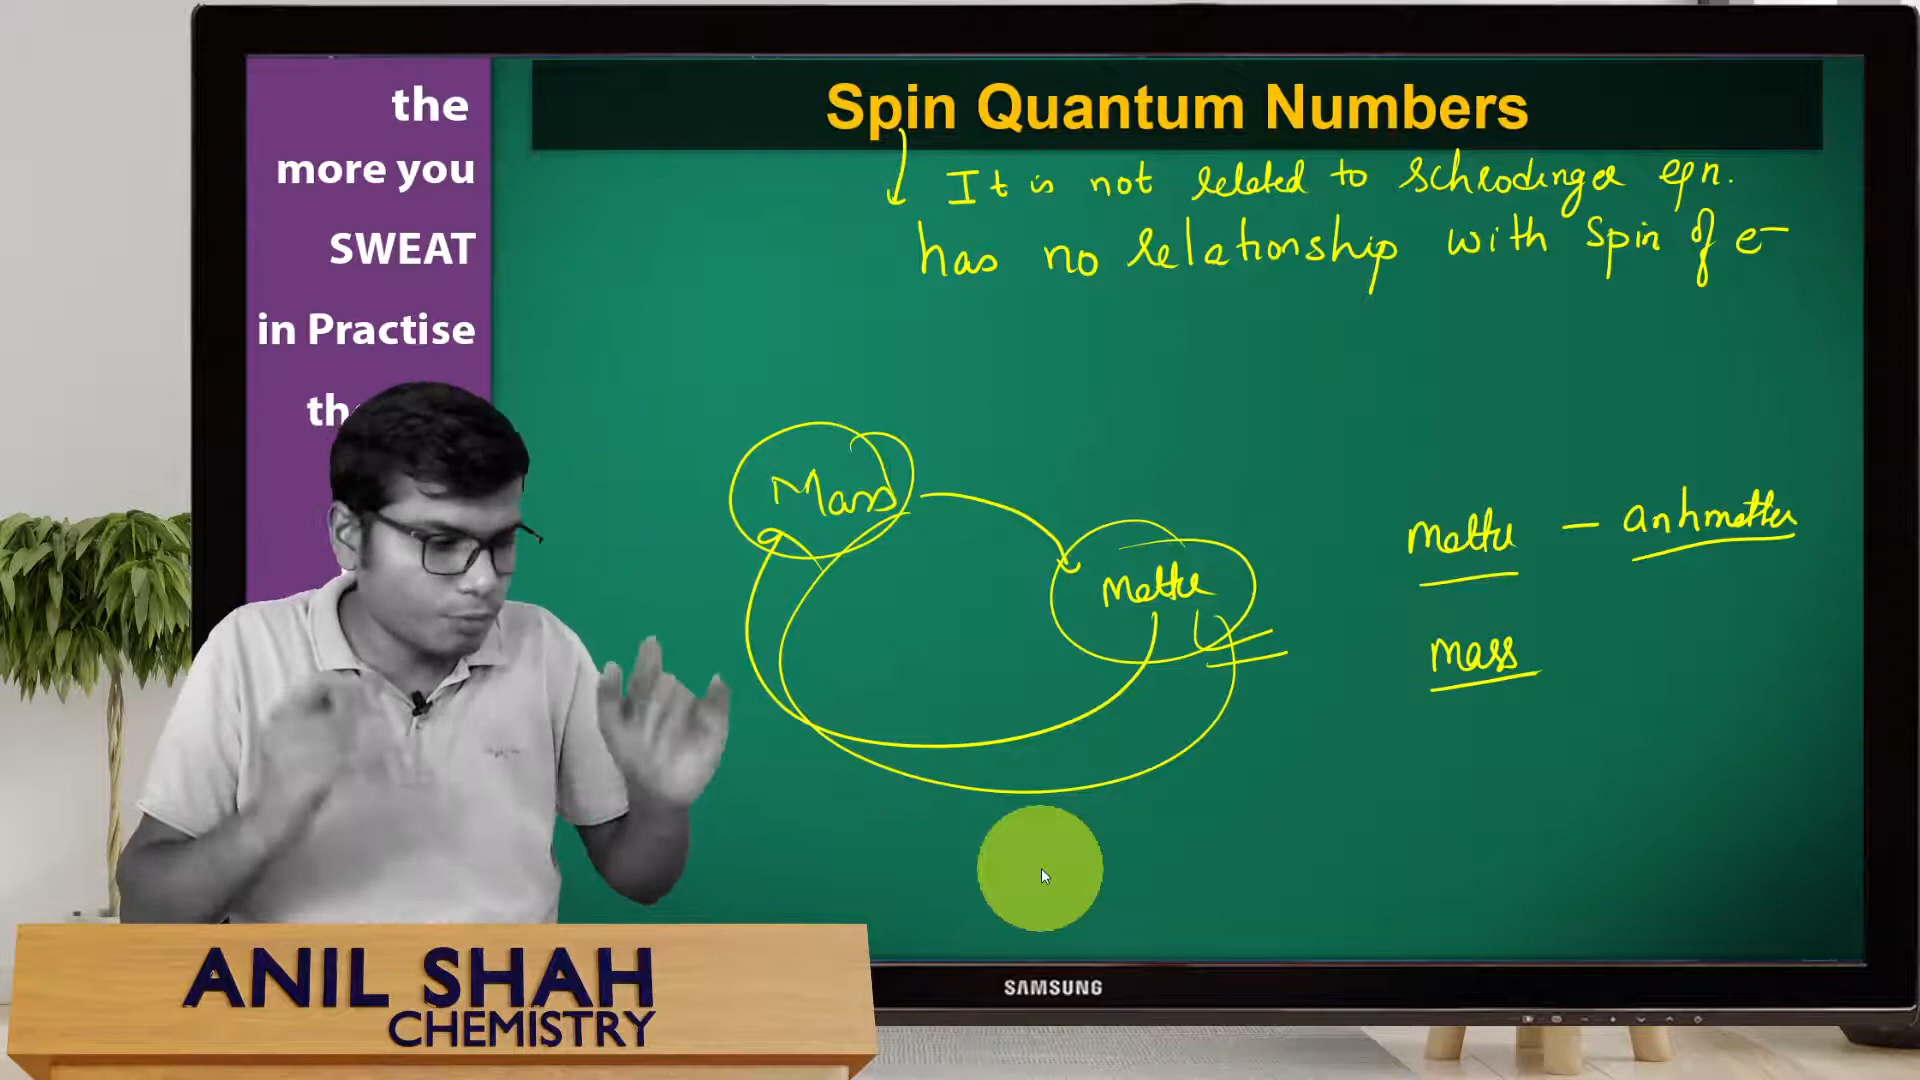 Spin Quantum Numbers
It is not related to schrodinger eqn.
has no relationship with spin of e−
the
more you
SWEAT
in Practise
Mass
Matter
matter - antimatter
mass
SAMSUNG
ANIL SHAH
CHEMISTRY